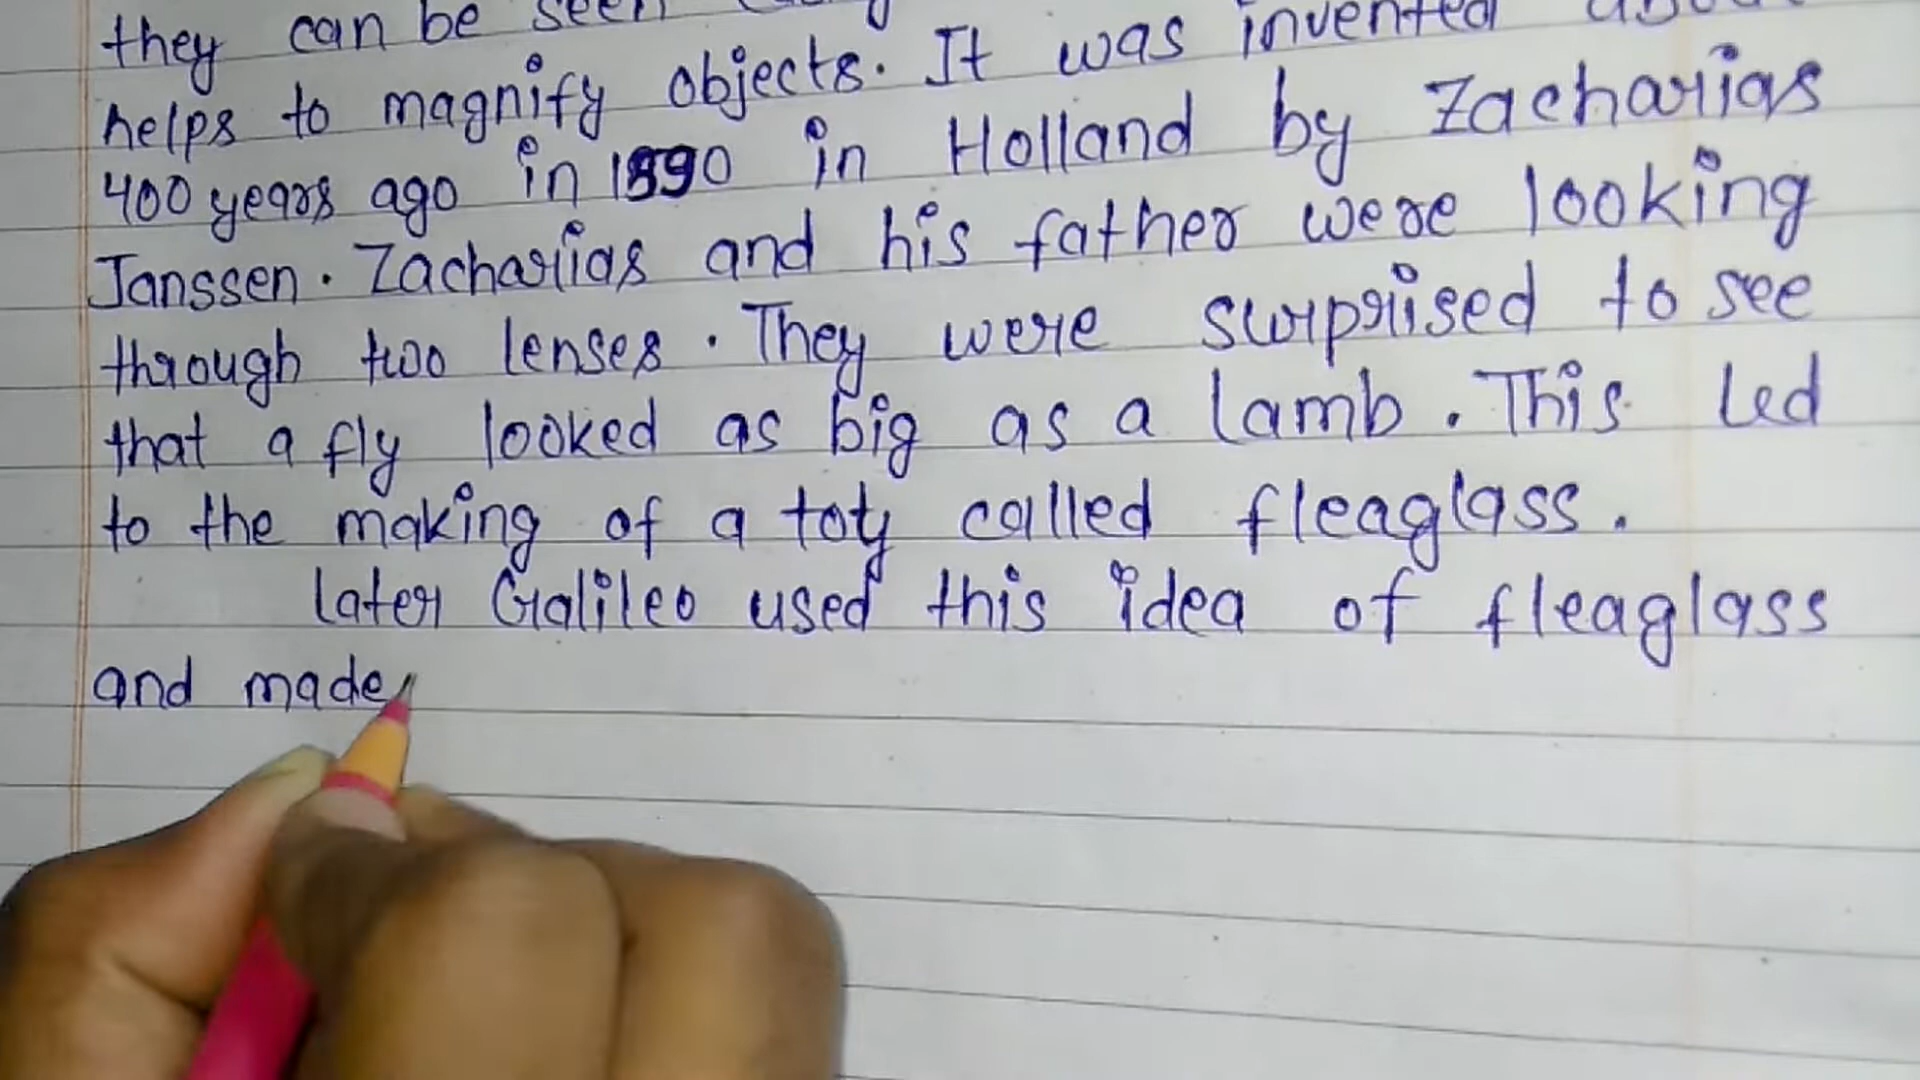 they can be seen
helps to magnify objects. It was invented about
400 years ago in 1590 in Holland by Zacharias
Janssen. Zacharias and his father were looking
through two lenses. They were surprised to see
that a fly looked as big as a lamb. This led
to the making of a toty called fleaglass.
later Galileo used this idea of fleaglass
and made